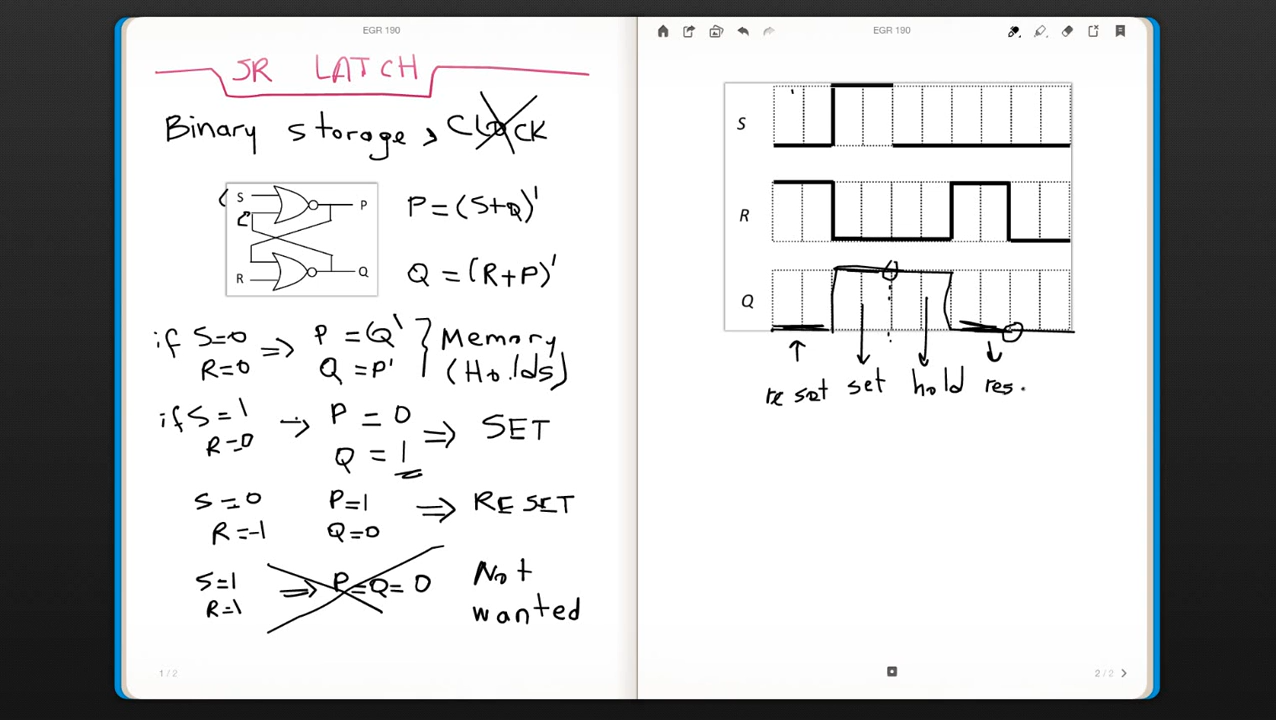 EGR 190
SR LATCH
Binary storage, CLOCK
S P
R Q
P = (S+Q)'
Q = (R+P)'
if S=0 => P = Q' } Memory
R=0 Q = P' (Holds)
if S=1 → P = 0 => SET
R=0 Q = 1
S=0 P=1 => RESET
R=1 Q=0
S=1 => P=Q=0 Not
R=1 wanted
1/2
EGR 190
S
R
Q
reset set hold res.
2/2 >